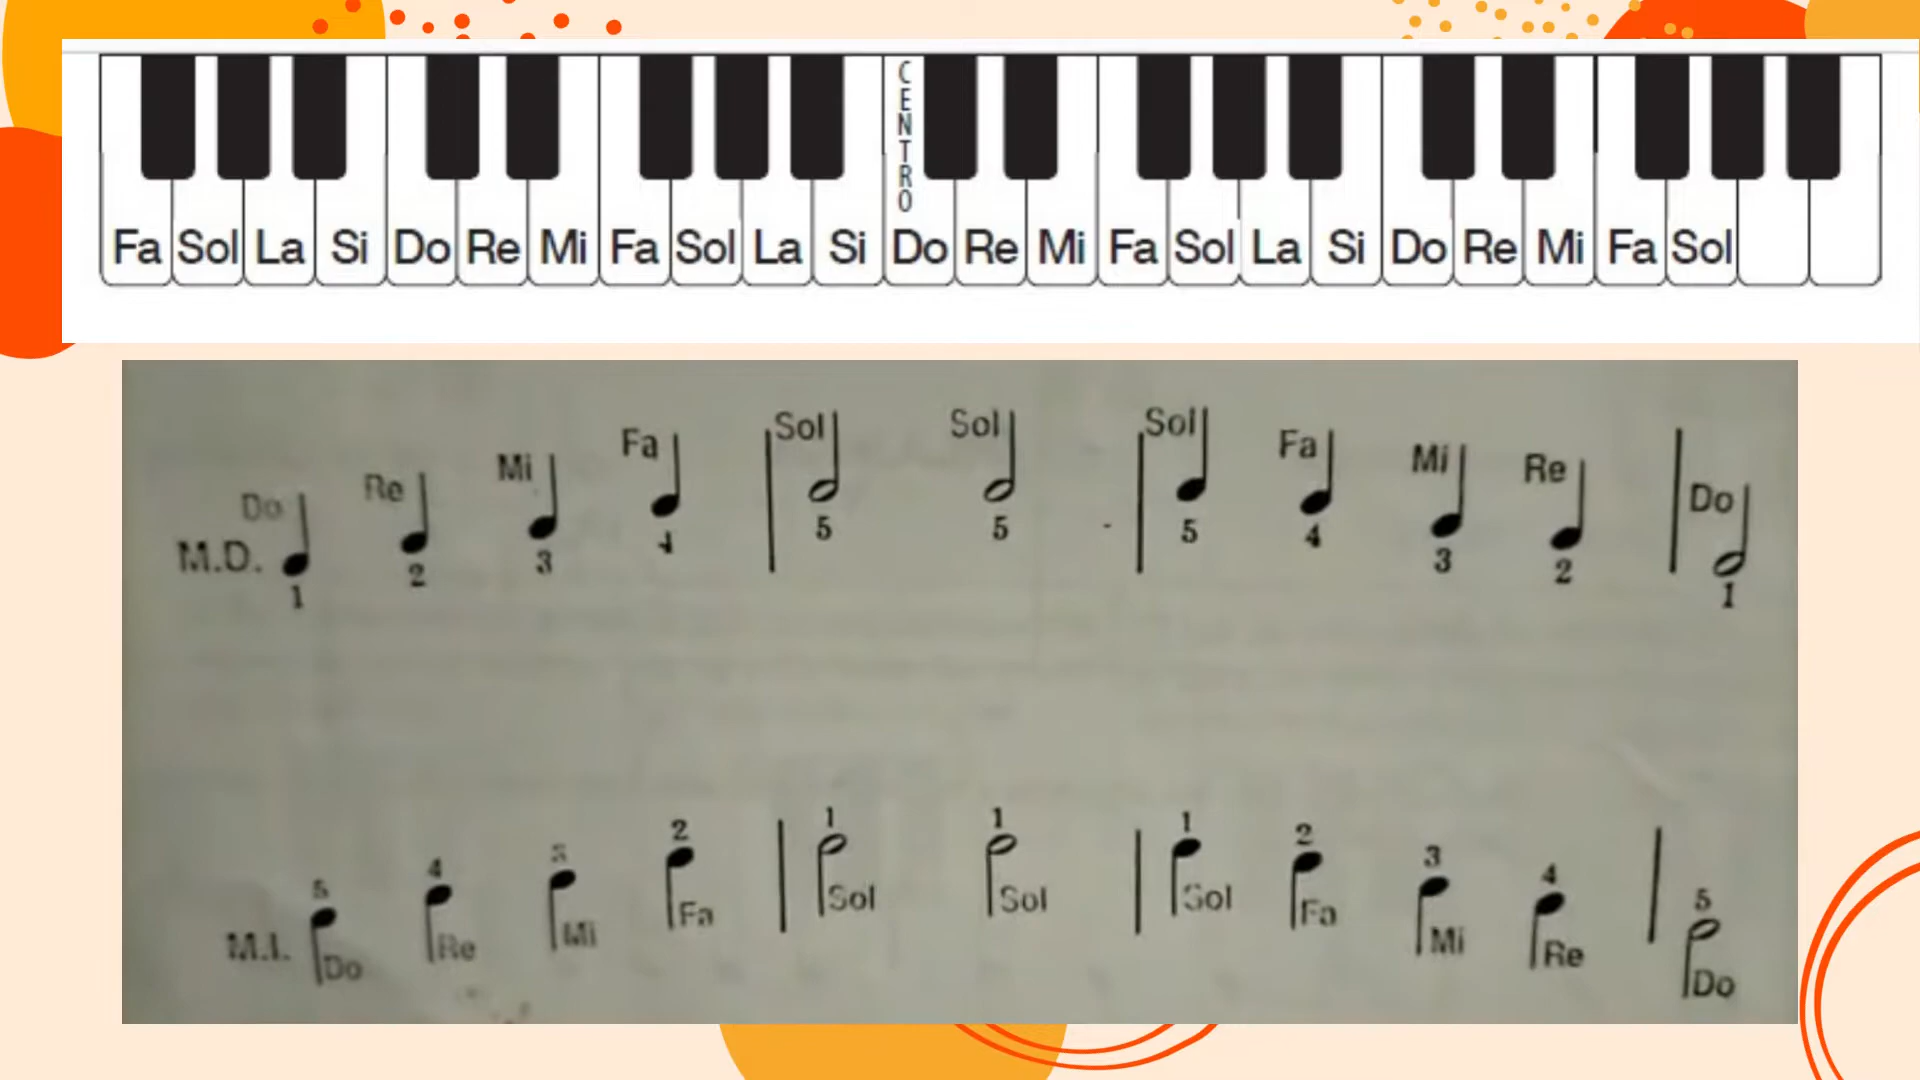 CENTRO
Fa Sol La Si Do Re Mi Fa Sol La Si Do Re Mi Fa Sol La Si Do Re Mi Fa Sol
Do Re Mi Fa Sol Sol Sol Fa Mi Re Do
M.D.
1 2 3 4 5 5 5 4 3 2 1
5 4 3 2 1 1 1 2 3 4 5
M.I.
Do Re Mi Fa Sol Sol Sol Fa Mi Re Do